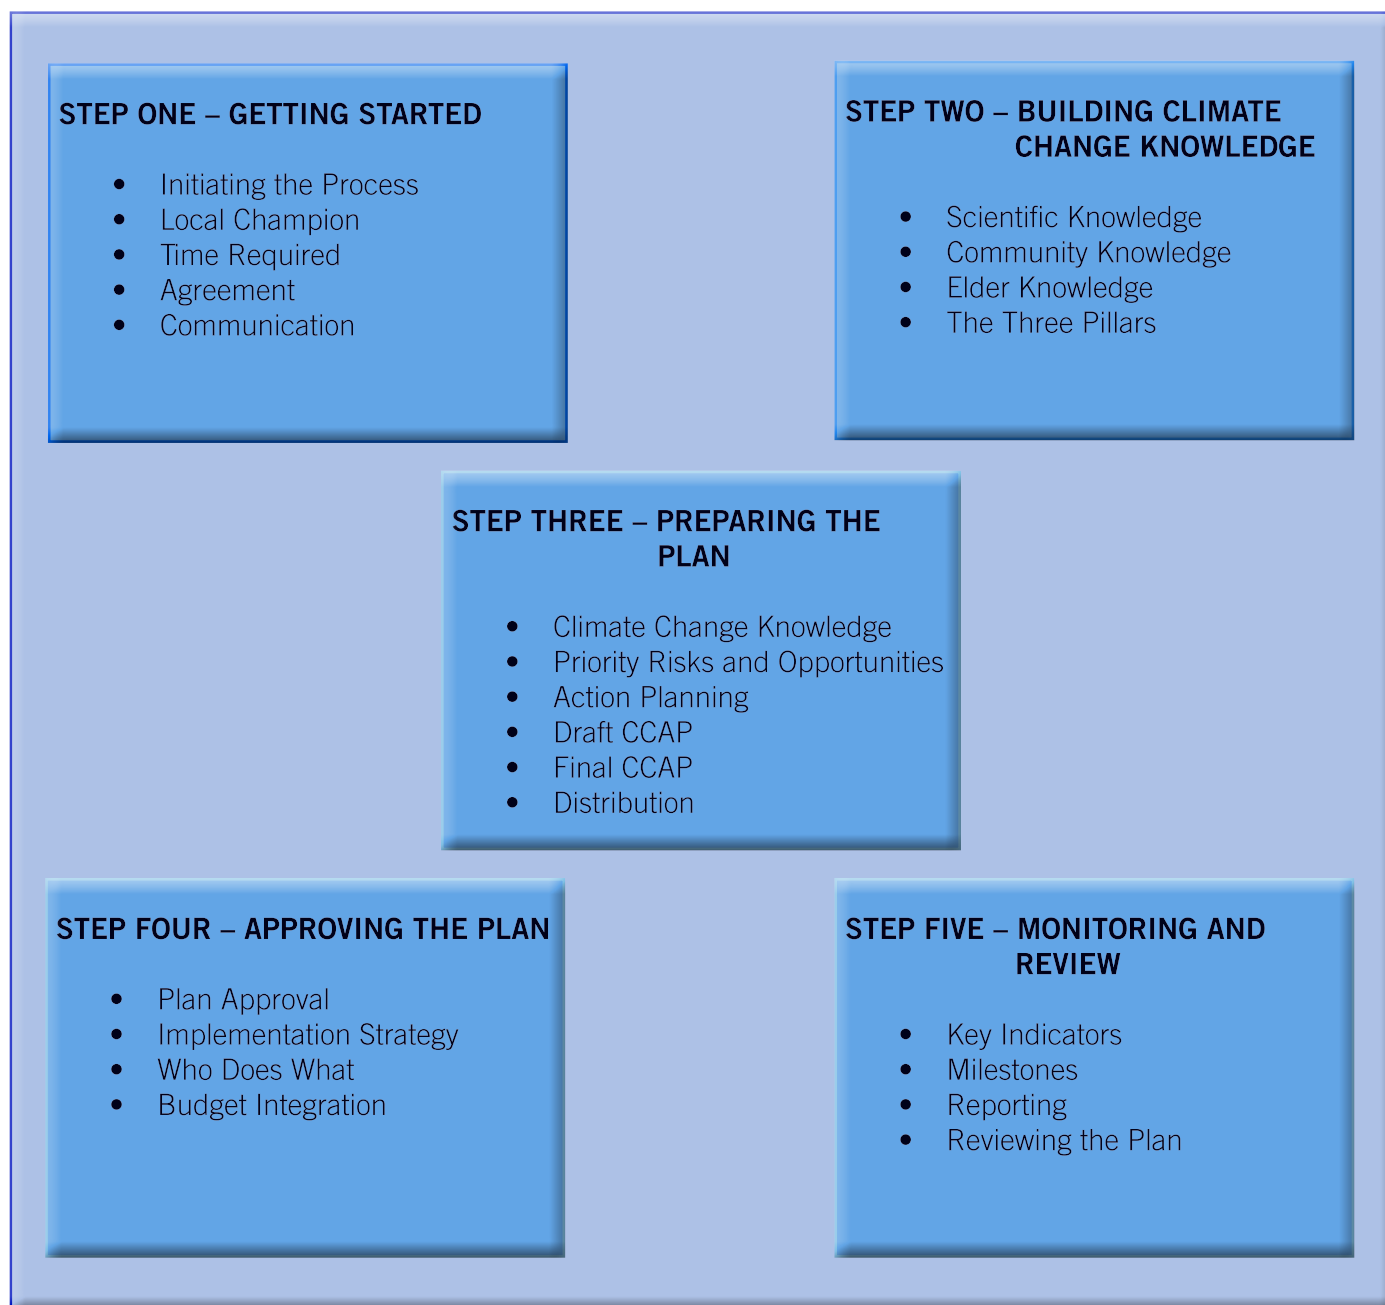 STEP ONE – GETTING STARTED
• Initiating the Process
• Local Champion
• Time Required
• Agreement
• Communication
STEP TWO – BUILDING CLIMATE
CHANGE KNOWLEDGE
• Scientific Knowledge
• Community Knowledge
• Elder Knowledge
• The Three Pillars
STEP THREE – PREPARING THE
PLAN
• Climate Change Knowledge
• Priority Risks and Opportunities
• Action Planning
• Draft CCAP
• Final CCAP
• Distribution
STEP FOUR – APPROVING THE PLAN
• Plan Approval
• Implementation Strategy
• Who Does What
• Budget Integration
STEP FIVE – MONITORING AND
REVIEW
• Key Indicators
• Milestones
• Reporting
• Reviewing the Plan